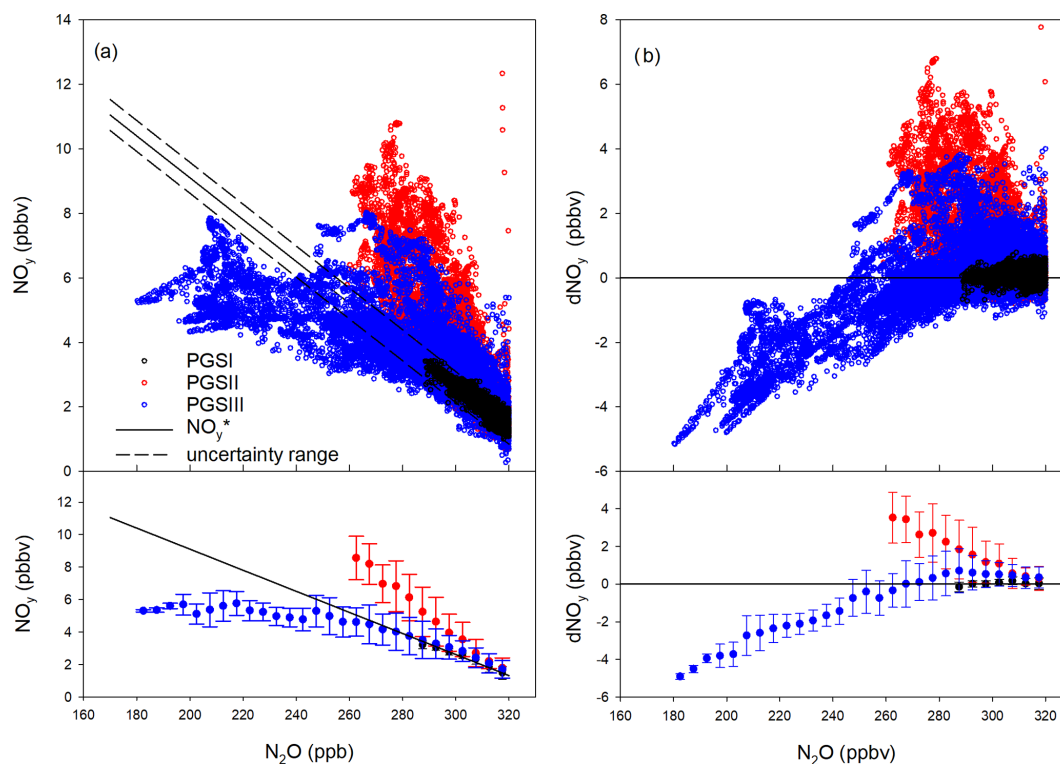 (a)
NOy (pbbv)
14
12
10
8
6
4
2
0
PGSI
PGSII
PGSIII
NOy*
uncertainty range
NOy (pbbv)
12
10
8
6
4
2
0
160 180 200 220 240 260 280 300 320
N2O (ppb)
(b)
dNOy (pbbv)
8
6
4
2
0
-2
-4
-6
dNOy (pbbv)
4
2
0
-2
-4
-6
160 180 200 220 240 260 280 300 320
N2O (ppbv)